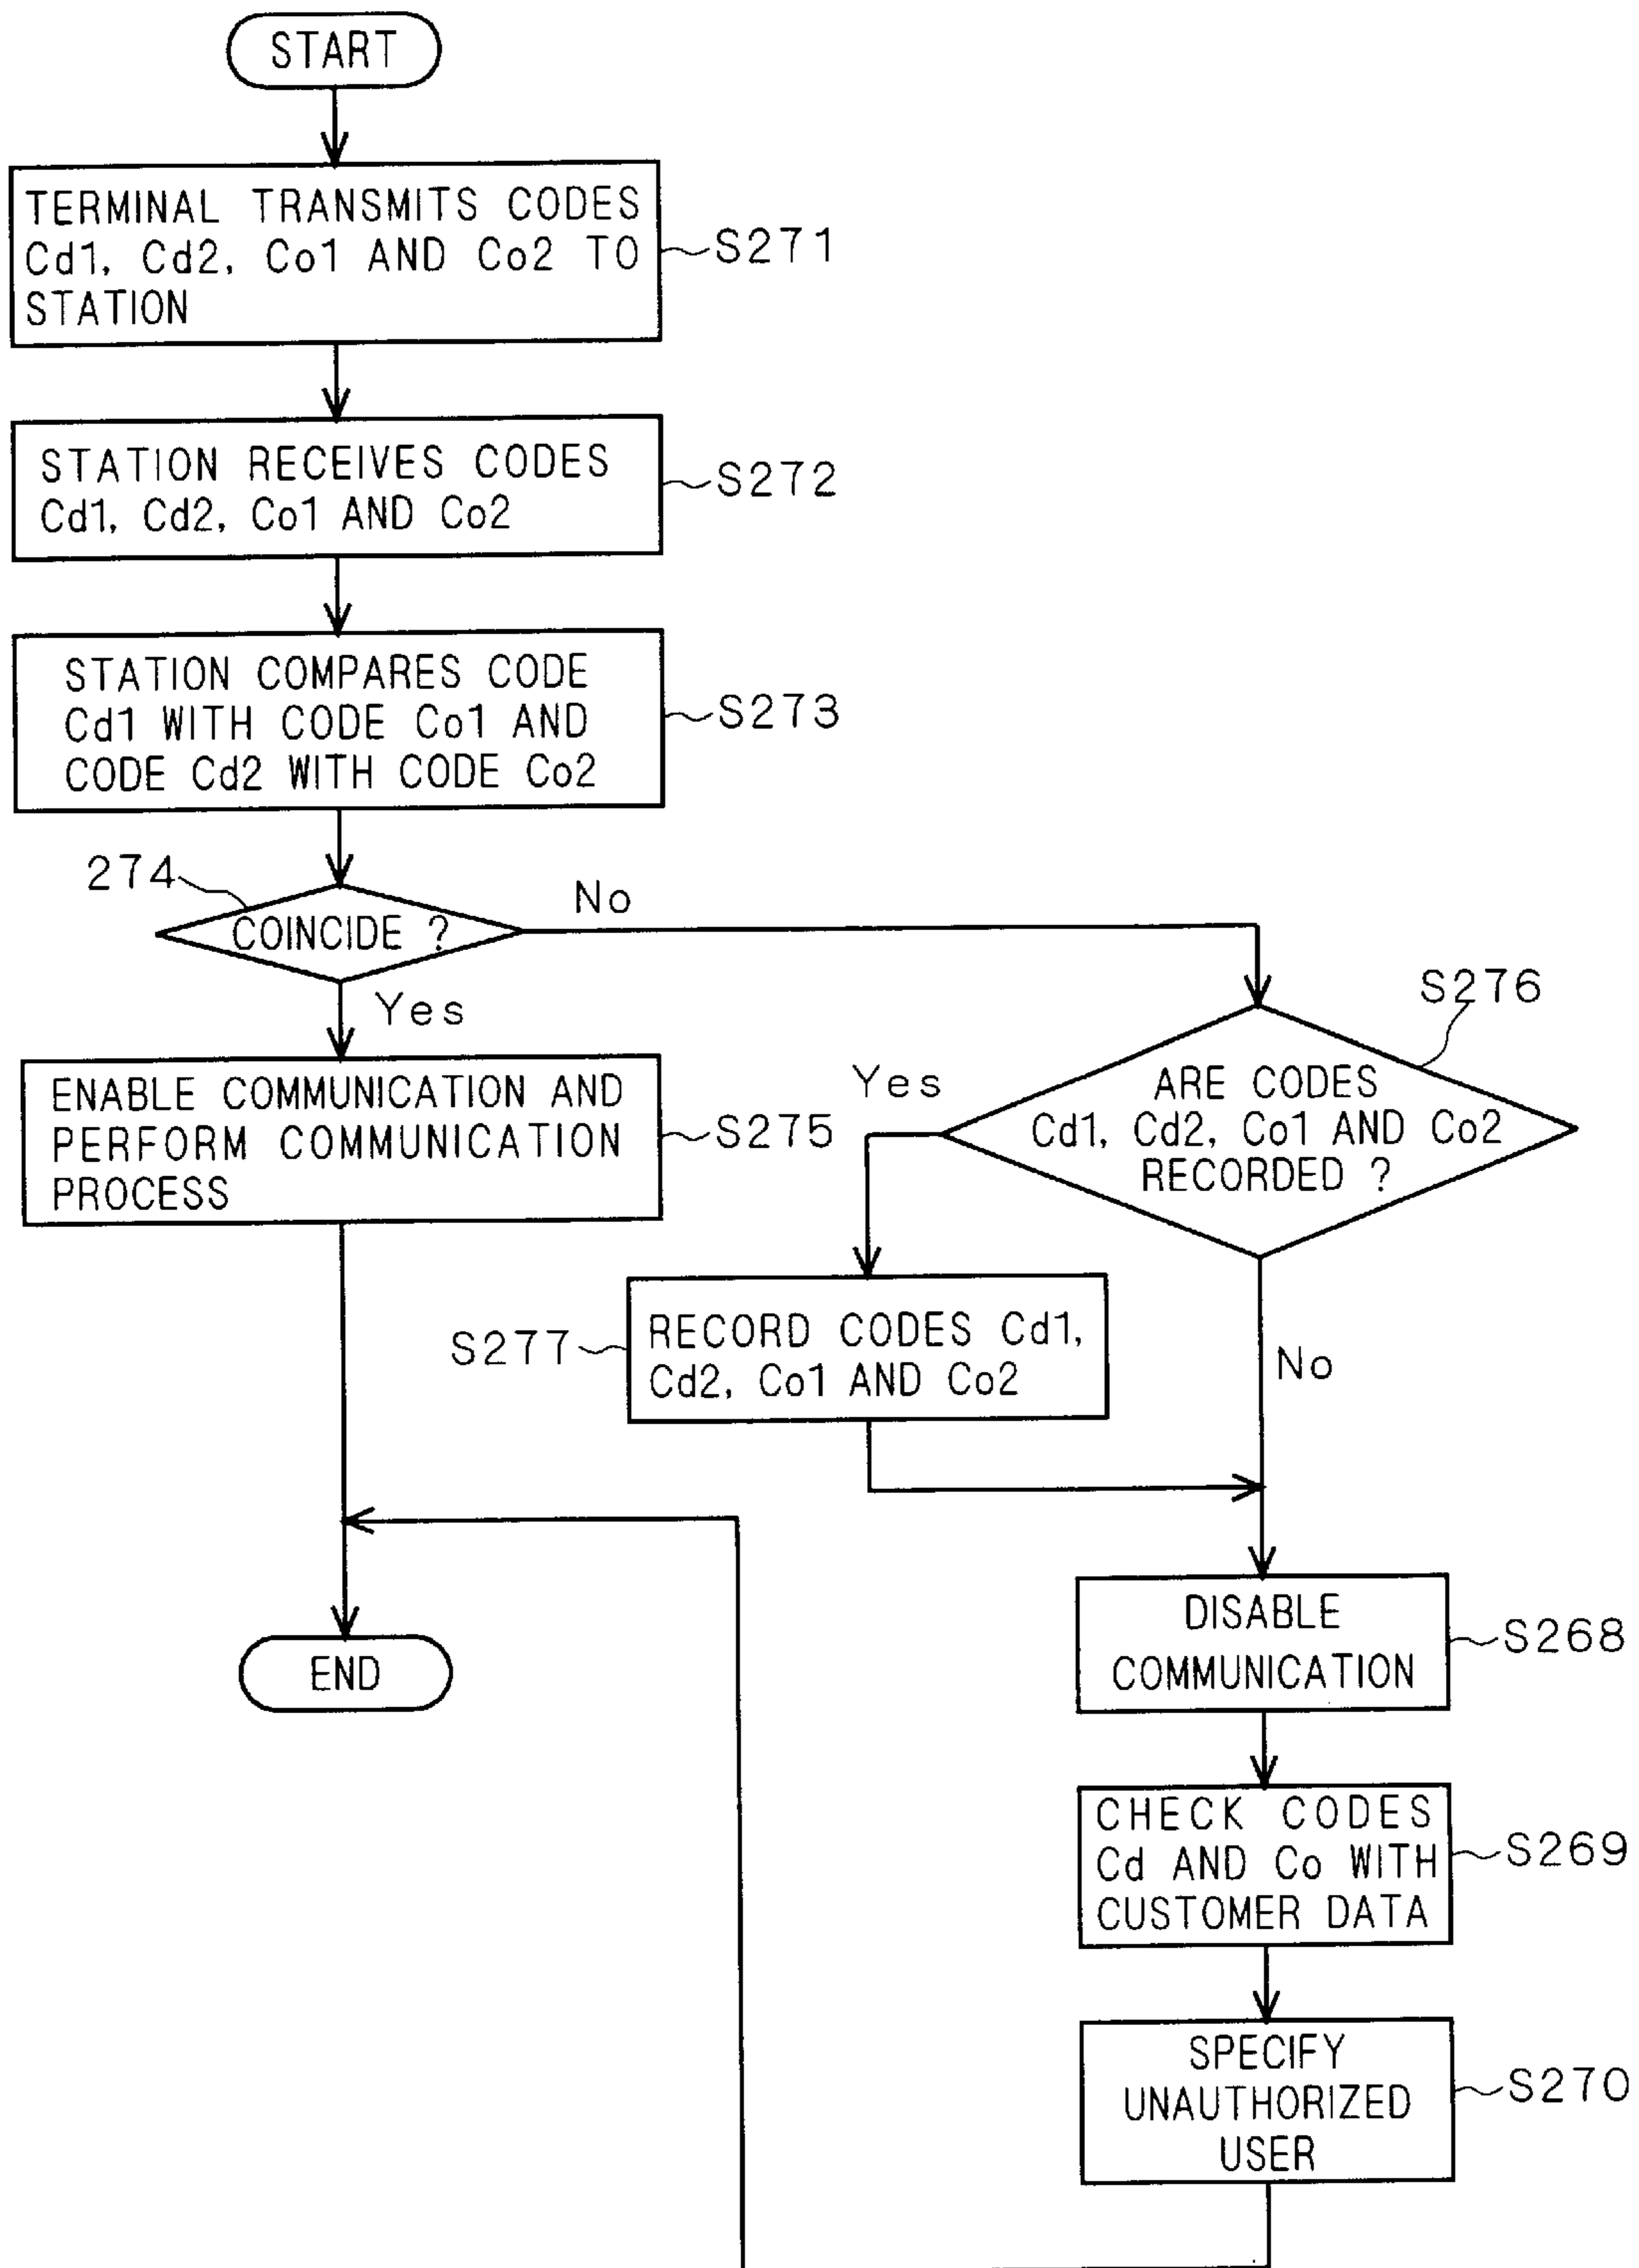 START
TERMINAL TRANSMITS CODES
Cd1, Cd2, Co1 AND Co2 TO
STATION
S271
STATION RECEIVES CODES
Cd1, Cd2, Co1 AND Co2
S272
STATION COMPARES CODE
Cd1 WITH CODE Co1 AND
CODE Cd2 WITH CODE Co2
S273
274
COINCIDE ?
No
Yes
ENABLE COMMUNICATION AND
PERFORM COMMUNICATION
PROCESS
S275
S276
ARE CODES
Cd1, Cd2, Co1 AND Co2
RECORDED ?
Yes
No
S277
RECORD CODES Cd1,
Cd2, Co1 AND Co2
END
DISABLE
COMMUNICATION
S268
CHECK CODES
Cd AND Co WITH
CUSTOMER DATA
S269
SPECIFY
UNAUTHORIZED
USER
S270